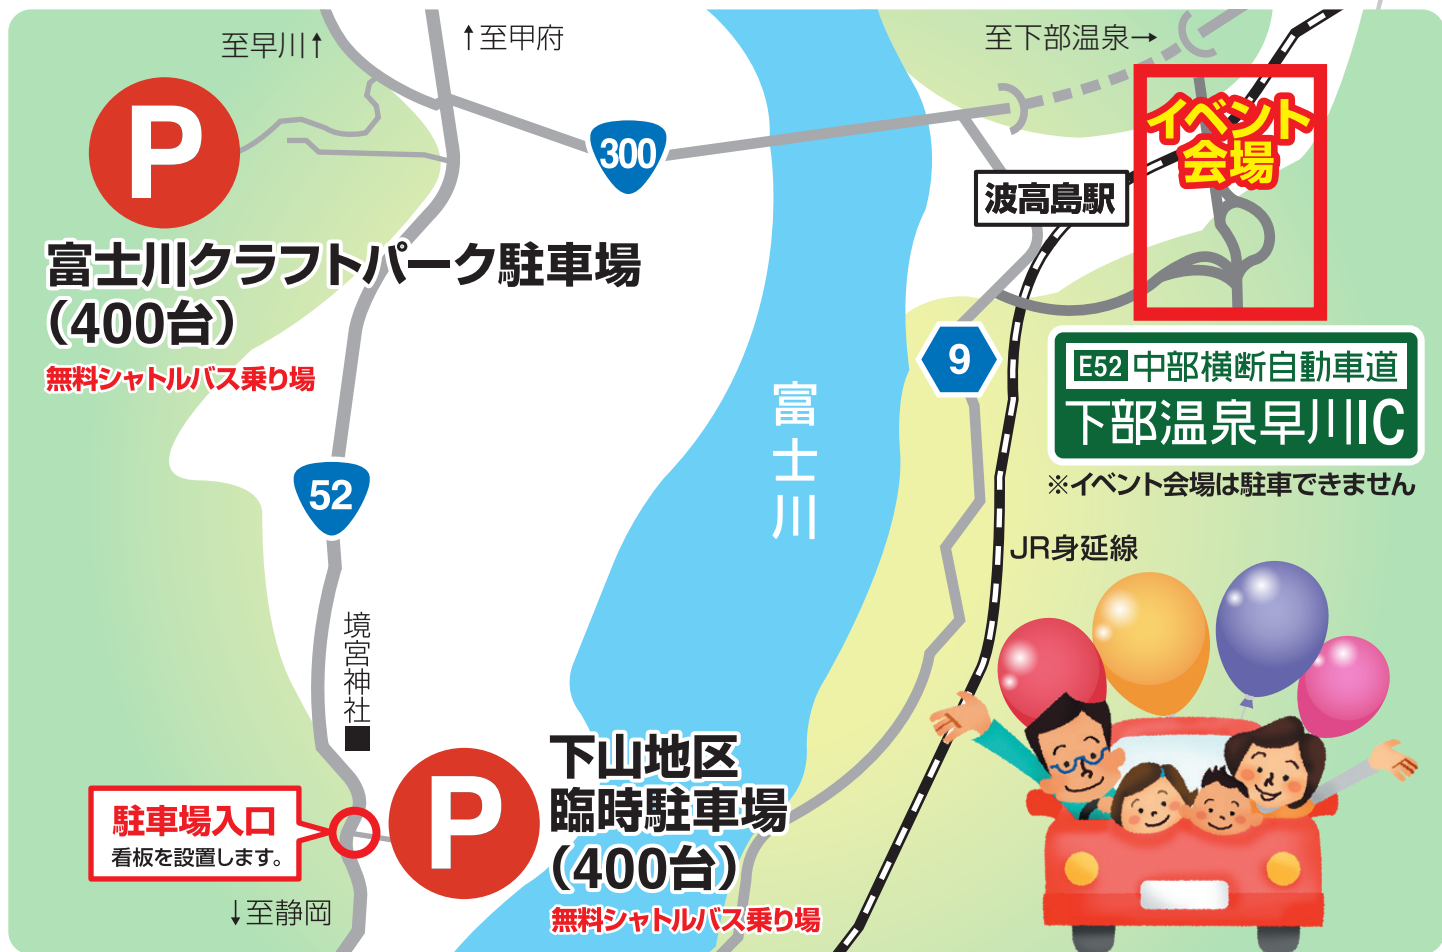 至早川↑
↑至甲府
至下部温泉→
P
300
イベント
会場
波高島駅
富士川クラフトパーク駐車場
（400台）
無料シャトルバス乗り場
9
E52 中部横断自動車道
下部温泉早川IC
※イベント会場は駐車できません
富士川
52
JR身延線
境宮神社
駐車場入口
看板を設置します。
P
下山地区
臨時駐車場
（400台）
無料シャトルバス乗り場
↓至静岡